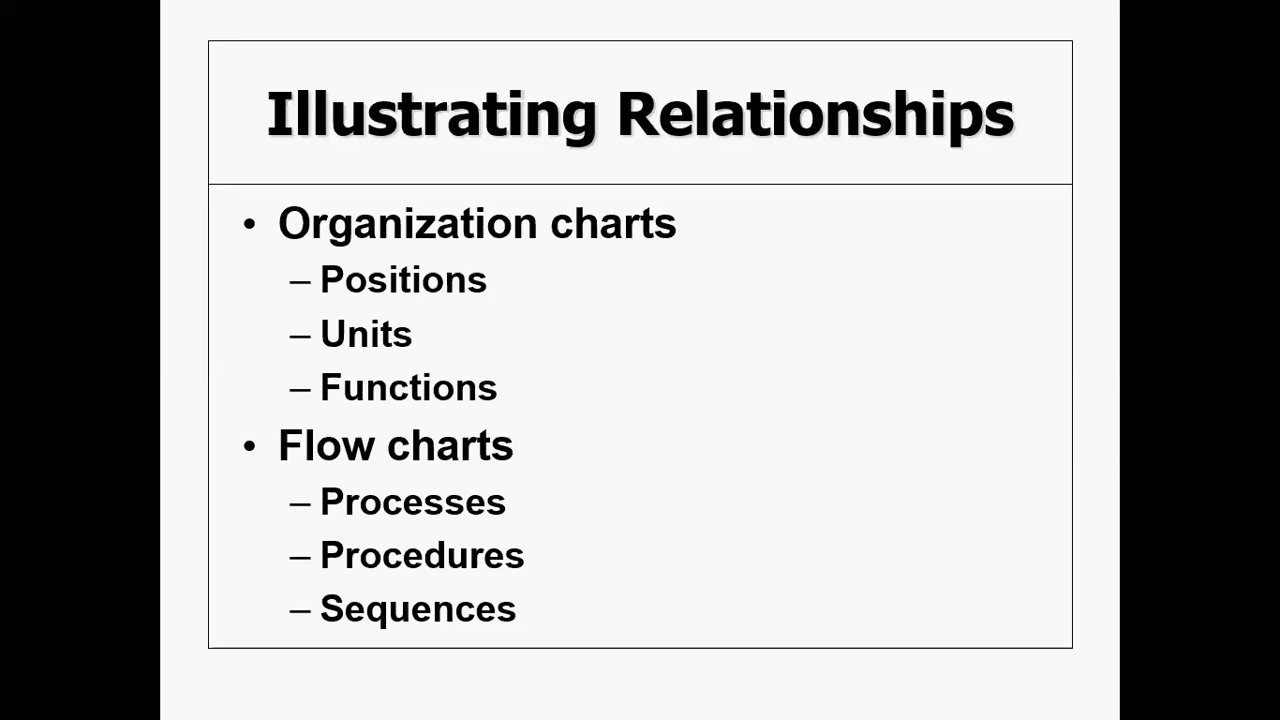 Illustrating Relationships
• Organization charts
– Positions
– Units
– Functions
• Flow charts
– Processes
– Procedures
– Sequences